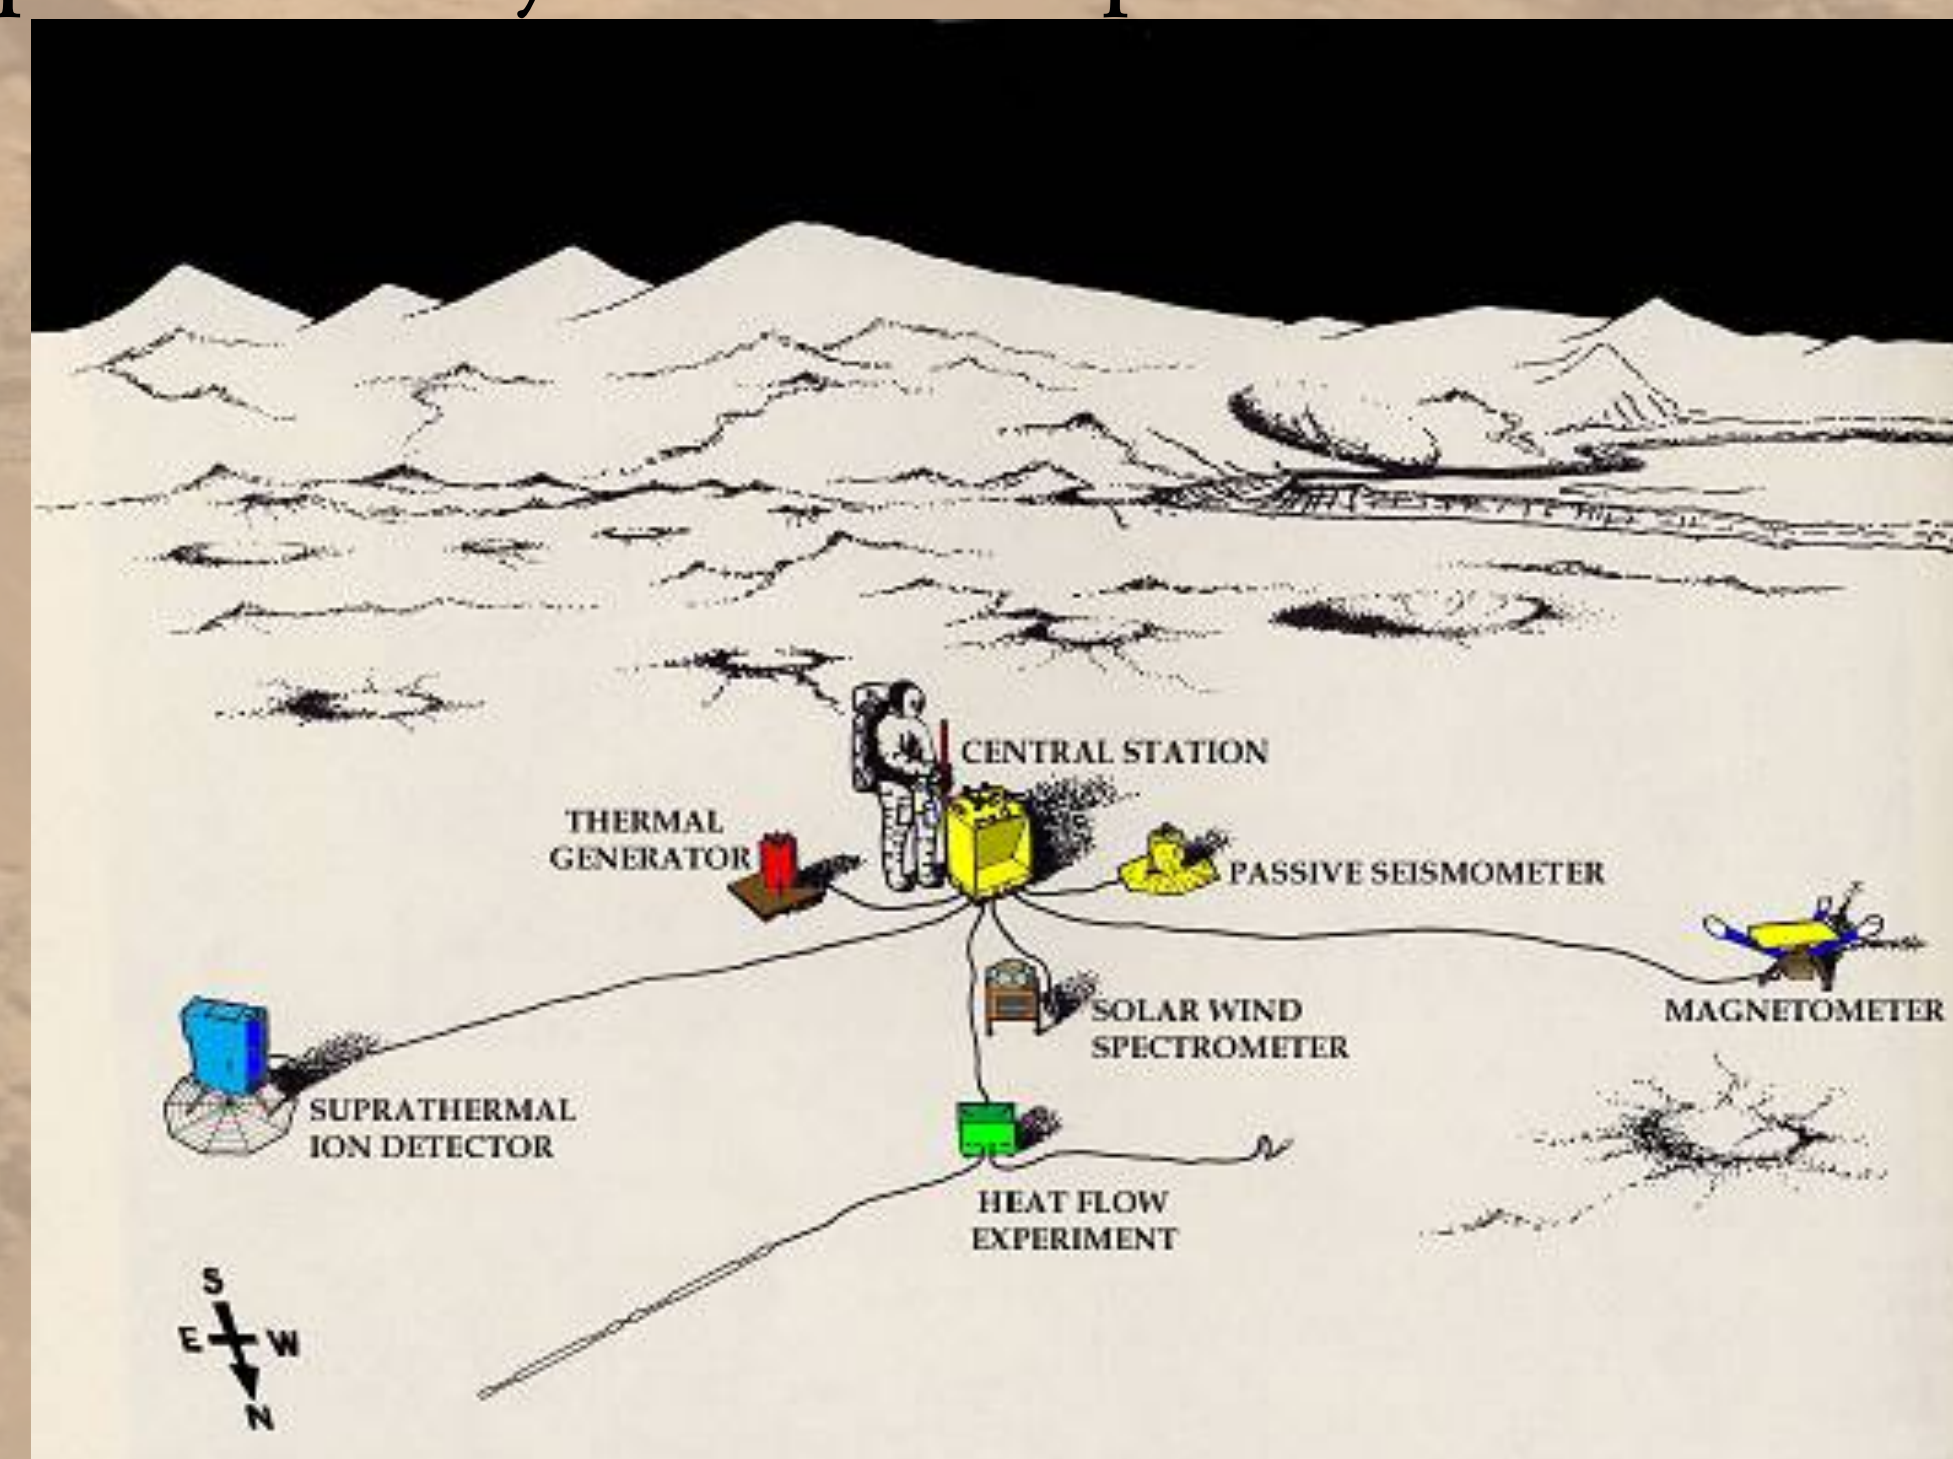 CENTRAL STATION
THERMAL
GENERATOR
PASSIVE SEISMOMETER
SOLAR WIND
SPECTROMETER
MAGNETOMETER
SUPRATHERMAL
ION DETECTOR
HEAT FLOW
EXPERIMENT
S
E W
N